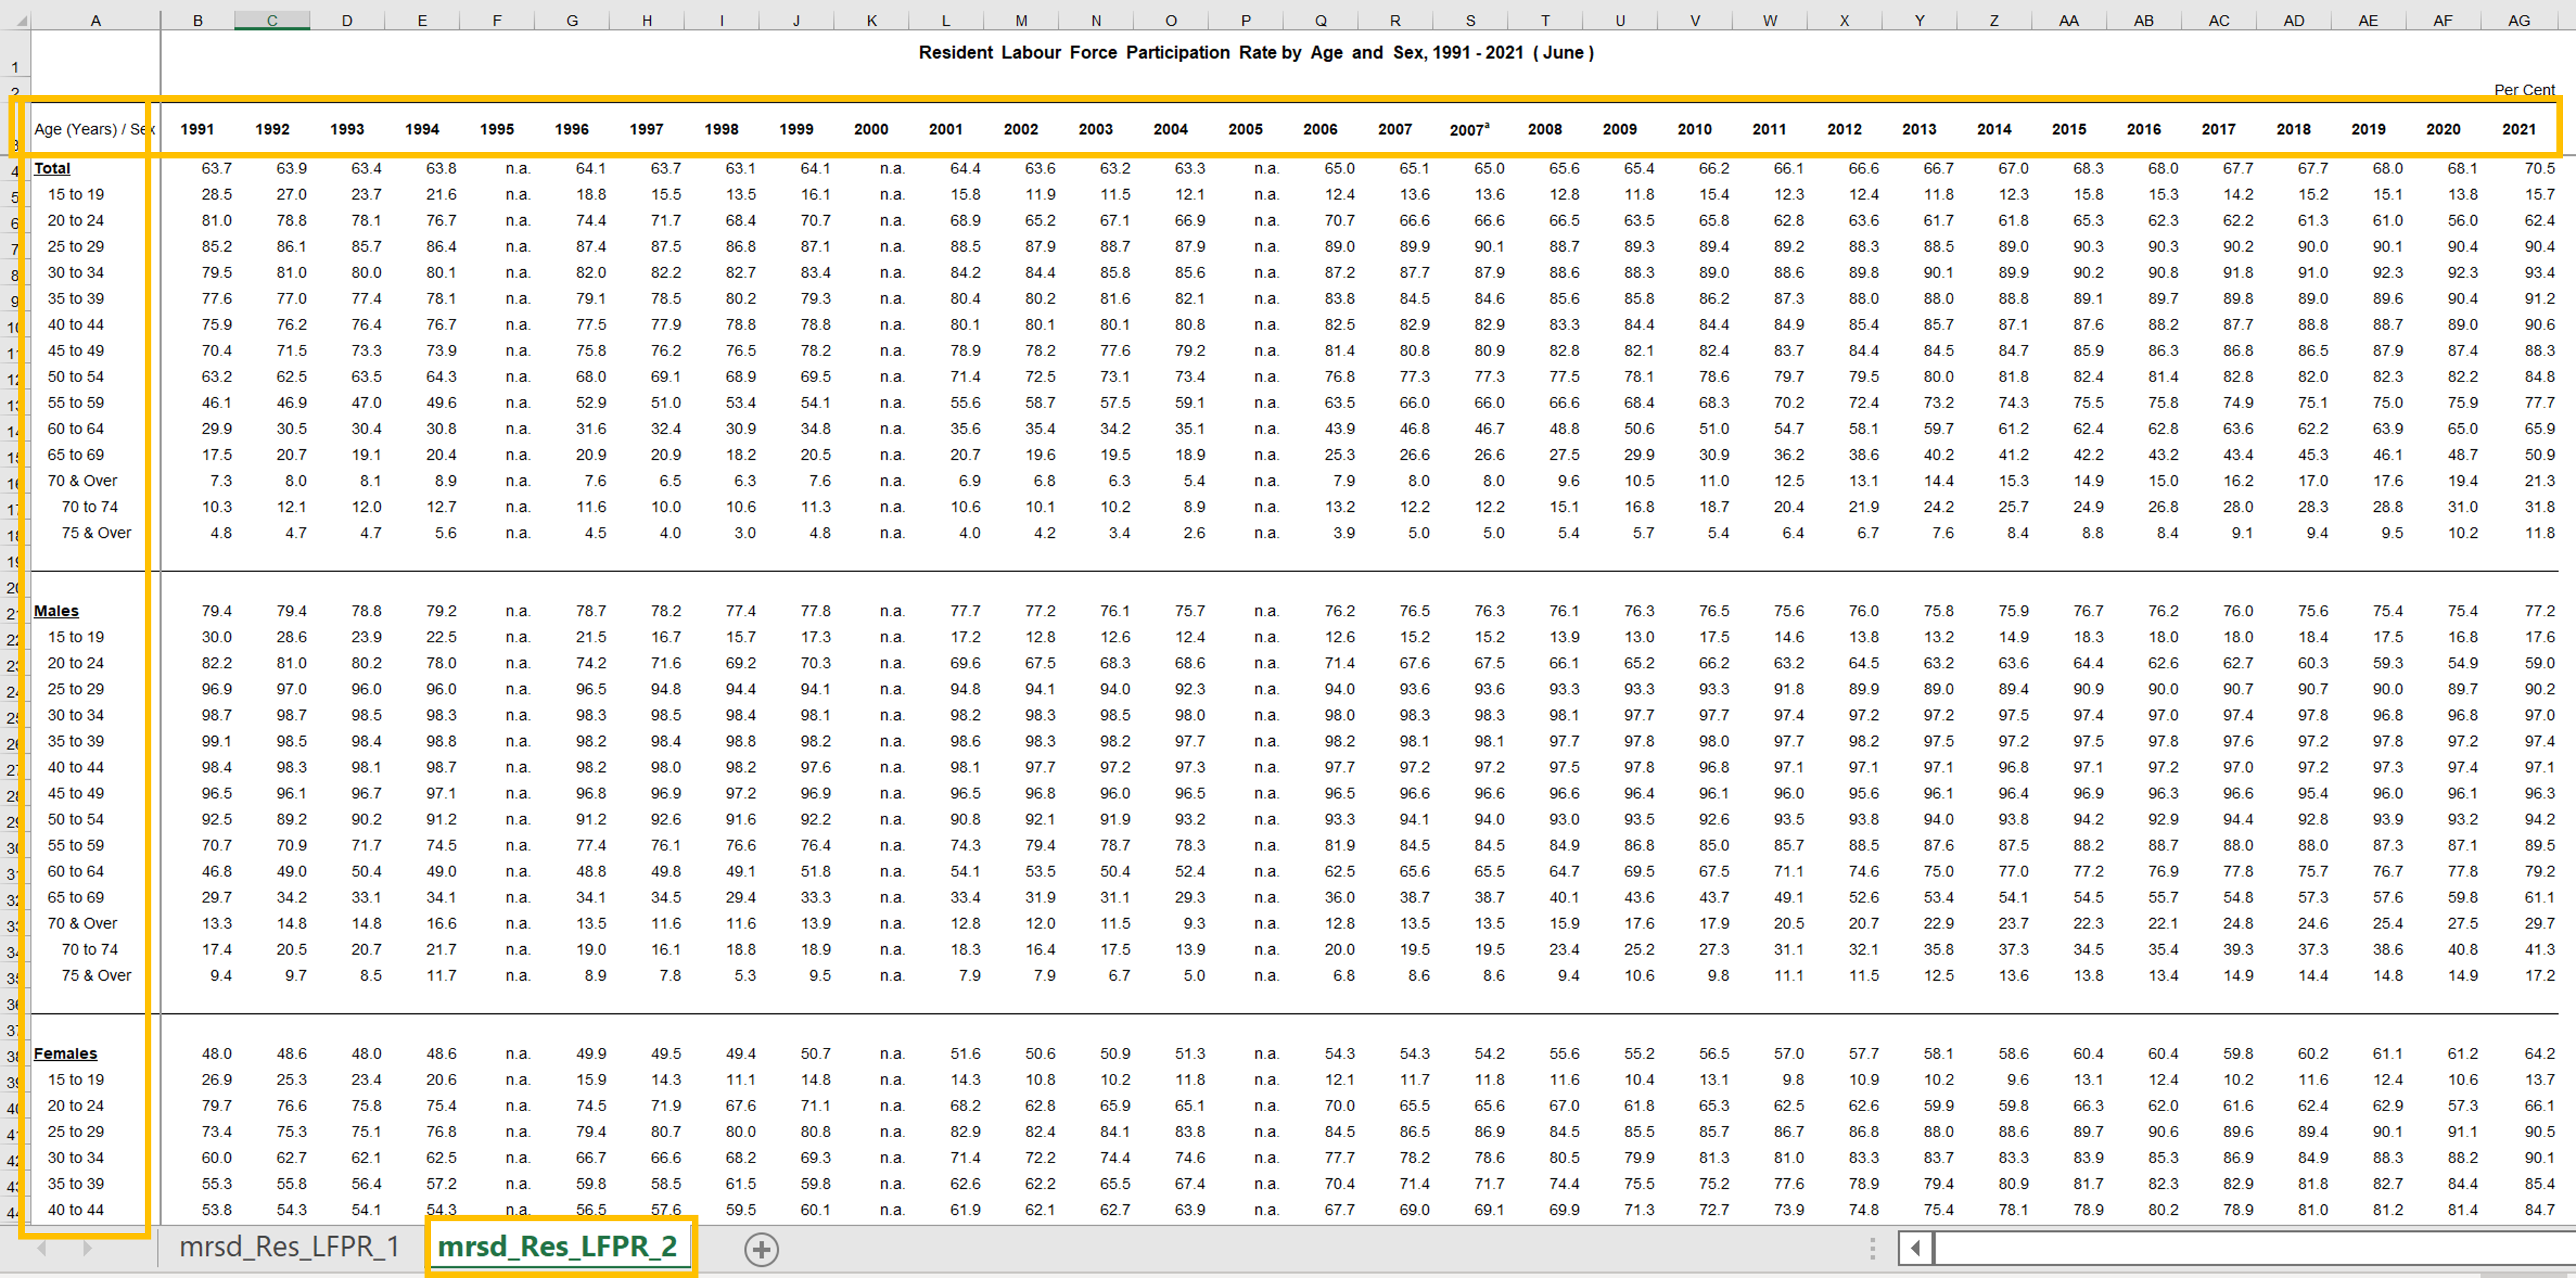 A B C D E F G H I J K L M N O P Q R S T U V W X Y Z AA AB AC AD AE AF AG
1 Resident Labour Force Participation Rate by Age and Sex, 1991 - 2021 ( June )
2 Per Cent
3 Age (Years) / Sex 1991 1992 1993 1994 1995 1996 1997 1998 1999 2000 2001 2002 2003 2004 2005 2006 2007 2007ª 2008 2009 2010 2011 2012 2013 2014 2015 2016 2017 2018 2019 2020 2021
4 Total 63.7 63.9 63.4 63.8 n.a. 64.1 63.7 63.1 64.1 n.a. 64.4 63.6 63.2 63.3 n.a. 65.0 65.1 65.0 65.6 65.4 66.2 66.1 66.6 66.7 67.0 68.3 68.0 67.7 67.7 68.0 68.1 70.5
5 15 to 19 28.5 27.0 23.7 21.6 n.a. 18.8 15.5 13.5 16.1 n.a. 15.8 11.9 11.5 12.1 n.a. 12.4 13.6 13.6 12.8 11.8 15.4 12.3 12.4 11.8 12.3 15.8 15.3 14.2 15.2 15.1 13.8 15.7
6 20 to 24 81.0 78.8 78.1 76.7 n.a. 74.4 71.7 68.4 70.7 n.a. 68.9 65.2 67.1 66.9 n.a. 70.7 66.6 66.6 66.5 63.5 65.8 62.8 63.6 61.7 61.8 65.3 62.3 62.2 61.3 61.0 56.0 62.4
7 25 to 29 85.2 86.1 85.7 86.4 n.a. 87.4 87.5 86.8 87.1 n.a. 88.5 87.9 88.7 87.9 n.a. 89.0 89.9 90.1 88.7 89.3 89.4 89.2 88.3 88.5 89.0 90.3 90.3 90.2 90.0 90.1 90.4 90.4
8 30 to 34 79.5 81.0 80.0 80.1 n.a. 82.0 82.2 82.7 83.4 n.a. 84.2 84.4 85.8 85.6 n.a. 87.2 87.7 87.9 88.6 88.3 89.0 88.6 89.8 90.1 89.9 90.2 90.8 91.8 91.0 92.3 92.3 93.4
9 35 to 39 77.6 77.0 77.4 78.1 n.a. 79.1 78.5 80.2 79.3 n.a. 80.4 80.2 81.6 82.1 n.a. 83.8 84.5 84.6 85.6 85.8 86.2 87.3 88.0 88.0 88.8 89.1 89.7 89.8 89.0 89.6 90.4 91.2
10 40 to 44 75.9 76.2 76.4 76.7 n.a. 77.5 77.9 78.8 78.8 n.a. 80.1 80.1 80.1 80.8 n.a. 82.5 82.9 82.9 83.3 84.4 84.4 84.9 85.4 85.7 87.1 87.6 88.2 87.7 88.8 88.7 89.0 90.6
11 45 to 49 70.4 71.5 73.3 73.9 n.a. 75.8 76.2 76.5 78.2 n.a. 78.9 78.2 77.6 79.2 n.a. 81.4 80.8 80.9 82.8 82.1 82.4 83.7 84.4 84.5 84.7 85.9 86.3 86.8 86.5 87.9 87.4 88.3
12 50 to 54 63.2 62.5 63.5 64.3 n.a. 68.0 69.1 68.9 69.5 n.a. 71.4 72.5 73.1 73.4 n.a. 76.8 77.3 77.3 77.5 78.1 78.6 79.7 79.5 80.0 81.8 82.4 81.4 82.8 82.0 82.3 82.2 84.8
13 55 to 59 46.1 46.9 47.0 49.6 n.a. 52.9 51.0 53.4 54.1 n.a. 55.6 58.7 57.5 59.1 n.a. 63.5 66.0 66.0 66.6 68.4 68.3 70.2 72.4 73.2 74.3 75.5 75.8 74.9 75.1 75.0 75.9 77.7
14 60 to 64 29.9 30.5 30.4 30.8 n.a. 31.6 32.4 30.9 34.8 n.a. 35.6 35.4 34.2 35.1 n.a. 43.9 46.8 46.7 48.8 50.6 51.0 54.7 58.1 59.7 61.2 62.4 62.8 63.6 62.2 63.9 65.0 65.9
15 65 to 69 17.5 20.7 19.1 20.4 n.a. 20.9 20.9 18.2 20.5 n.a. 20.7 19.6 19.5 18.9 n.a. 25.3 26.6 26.6 27.5 29.9 30.9 36.2 38.6 40.2 41.2 42.2 43.2 43.4 45.3 46.1 48.7 50.9
16 70 & Over 7.3 8.0 8.1 8.9 n.a. 7.6 6.5 6.3 7.6 n.a. 6.9 6.8 6.3 5.4 n.a. 7.9 8.0 8.0 9.6 10.5 11.0 12.5 13.1 14.4 15.3 14.9 15.0 16.2 17.0 17.6 19.4 21.3
17 70 to 74 10.3 12.1 12.0 12.7 n.a. 11.6 10.0 10.6 11.3 n.a. 10.6 10.1 10.2 8.9 n.a. 13.2 12.2 12.2 15.1 16.8 18.7 20.4 21.9 24.2 25.7 24.9 26.8 28.0 28.3 28.8 31.0 31.8
18 75 & Over 4.8 4.7 4.7 5.6 n.a. 4.5 4.0 3.0 4.8 n.a. 4.0 4.2 3.4 2.6 n.a. 3.9 5.0 5.0 5.4 5.7 5.4 6.4 6.7 7.6 8.4 8.8 8.4 9.1 9.4 9.5 10.2 11.8
19
20
21 Males 79.4 79.4 78.8 79.2 n.a. 78.7 78.2 77.4 77.8 n.a. 77.7 77.2 76.1 75.7 n.a. 76.2 76.5 76.3 76.1 76.3 76.5 75.6 76.0 75.8 75.9 76.7 76.2 76.0 75.6 75.4 75.4 77.2
22 15 to 19 30.0 28.6 23.9 22.5 n.a. 21.5 16.7 15.7 17.3 n.a. 17.2 12.8 12.6 12.4 n.a. 12.6 15.2 15.2 13.9 13.0 17.5 14.6 13.8 13.2 14.9 18.3 18.0 18.0 18.4 17.5 16.8 17.6
23 20 to 24 82.2 81.0 80.2 78.0 n.a. 74.2 71.6 69.2 70.3 n.a. 69.6 67.5 68.3 68.6 n.a. 71.4 67.6 67.5 66.1 65.2 66.2 63.2 64.5 63.2 63.6 64.4 62.6 62.7 60.3 59.3 54.9 59.0
24 25 to 29 96.9 97.0 96.0 96.0 n.a. 96.5 94.8 94.4 94.1 n.a. 94.8 94.1 94.0 92.3 n.a. 94.0 93.6 93.6 93.3 93.3 93.3 91.8 89.9 89.0 89.4 90.9 90.0 90.7 90.7 90.0 89.7 90.2
25 30 to 34 98.7 98.7 98.5 98.3 n.a. 98.3 98.5 98.4 98.1 n.a. 98.2 98.3 98.5 98.0 n.a. 98.0 98.3 98.3 98.1 97.7 97.7 97.4 97.2 97.2 97.5 97.4 97.0 97.4 97.8 96.8 96.8 97.0
26 35 to 39 99.1 98.5 98.4 98.8 n.a. 98.2 98.4 98.8 98.2 n.a. 98.6 98.3 98.2 97.7 n.a. 98.2 98.1 98.1 97.7 97.8 98.0 97.7 98.2 97.5 97.2 97.5 97.8 97.6 97.2 97.8 97.2 97.4
27 40 to 44 98.4 98.3 98.1 98.7 n.a. 98.2 98.0 98.2 97.6 n.a. 98.1 97.7 97.2 97.3 n.a. 97.7 97.2 97.2 97.5 97.8 96.8 97.1 97.1 97.1 96.8 97.1 97.2 97.0 97.2 97.3 97.4 97.1
28 45 to 49 96.5 96.1 96.7 97.1 n.a. 96.8 96.9 97.2 96.9 n.a. 96.5 96.8 96.0 96.5 n.a. 96.5 96.6 96.6 96.6 96.4 96.1 96.0 95.6 96.1 96.4 96.9 96.3 96.6 95.4 96.0 96.1 96.3
29 50 to 54 92.5 89.2 90.2 91.2 n.a. 91.2 92.6 91.6 92.2 n.a. 90.8 92.1 91.9 93.2 n.a. 93.3 94.1 94.0 93.0 93.5 92.6 93.5 93.8 94.0 93.8 94.2 92.9 94.4 92.8 93.9 93.2 94.2
30 55 to 59 70.7 70.9 71.7 74.5 n.a. 77.4 76.1 76.6 76.4 n.a. 74.3 79.4 78.7 78.3 n.a. 81.9 84.5 84.5 84.9 86.8 85.0 85.7 88.5 87.6 87.5 88.2 88.7 88.0 88.0 87.3 87.1 89.5
31 60 to 64 46.8 49.0 50.4 49.0 n.a. 48.8 49.8 49.1 51.8 n.a. 54.1 53.5 50.4 52.4 n.a. 62.5 65.6 65.5 64.7 69.5 67.5 71.1 74.6 75.0 77.0 77.2 76.9 77.8 75.7 76.7 77.8 79.2
32 65 to 69 29.7 34.2 33.1 34.1 n.a. 34.1 34.5 29.4 33.3 n.a. 33.4 31.9 31.1 29.3 n.a. 36.0 38.7 38.7 40.1 43.6 43.7 49.1 52.6 53.4 54.1 54.5 55.7 54.8 57.3 57.6 59.8 61.1
33 70 & Over 13.3 14.8 14.8 16.6 n.a. 13.5 11.6 11.6 13.9 n.a. 12.8 12.0 11.5 9.3 n.a. 12.8 13.5 13.5 15.9 17.6 17.9 20.5 20.7 22.9 23.7 22.3 22.1 24.8 24.6 25.4 27.5 29.7
34 70 to 74 17.4 20.5 20.7 21.7 n.a. 19.0 16.1 18.8 18.9 n.a. 18.3 16.4 17.5 13.9 n.a. 20.0 19.5 19.5 23.4 25.2 27.3 31.1 32.1 35.8 37.3 34.5 35.4 39.3 37.3 38.6 40.8 41.3
35 75 & Over 9.4 9.7 8.5 11.7 n.a. 8.9 7.8 5.3 9.5 n.a. 7.9 7.9 6.7 5.0 n.a. 6.8 8.6 8.6 9.4 10.6 9.8 11.1 11.5 12.5 13.6 13.8 13.4 14.9 14.4 14.8 14.9 17.2
36
37
38 Females 48.0 48.6 48.0 48.6 n.a. 49.9 49.5 49.4 50.7 n.a. 51.6 50.6 50.9 51.3 n.a. 54.3 54.3 54.2 55.6 55.2 56.5 57.0 57.7 58.1 58.6 60.4 60.4 59.8 60.2 61.1 61.2 64.2
39 15 to 19 26.9 25.3 23.4 20.6 n.a. 15.9 14.3 11.1 14.8 n.a. 14.3 10.8 10.2 11.8 n.a. 12.1 11.7 11.8 11.6 10.4 13.1 9.8 10.9 10.2 9.6 13.1 12.4 10.2 11.6 12.4 10.6 13.7
40 20 to 24 79.7 76.6 75.8 75.4 n.a. 74.5 71.9 67.6 71.1 n.a. 68.2 62.8 65.9 65.1 n.a. 70.0 65.5 65.6 67.0 61.8 65.3 62.5 62.6 59.9 59.8 66.3 62.0 61.6 62.4 62.9 57.3 66.1
41 25 to 29 73.4 75.3 75.1 76.8 n.a. 79.4 80.7 80.0 80.8 n.a. 82.9 82.4 84.1 83.8 n.a. 84.5 86.5 86.9 84.5 85.5 85.7 86.7 86.8 88.0 88.6 89.7 90.6 89.6 89.4 90.1 91.1 90.5
42 30 to 34 60.0 62.7 62.1 62.5 n.a. 66.7 66.6 68.2 69.3 n.a. 71.4 72.2 74.4 74.6 n.a. 77.7 78.2 78.6 80.5 79.9 81.3 81.0 83.3 83.7 83.3 83.9 85.3 86.9 84.9 88.3 88.2 90.1
43 35 to 39 55.3 55.8 56.4 57.2 n.a. 59.8 58.5 61.5 59.8 n.a. 62.6 62.2 65.5 67.4 n.a. 70.4 71.4 71.7 74.4 75.5 75.2 77.6 78.9 79.4 80.9 81.7 82.3 82.9 81.8 82.7 84.4 85.4
44 40 to 44 53.8 54.3 54.1 54.3 n.a. 56.5 57.6 59.5 60.1 n.a. 61.9 62.1 62.7 63.9 n.a. 67.7 69.0 69.1 69.9 71.3 72.7 73.9 74.8 75.4 78.1 78.9 80.2 78.9 81.0 81.2 81.4 84.7
mrsd_Res_LFPR_1 mrsd_Res_LFPR_2